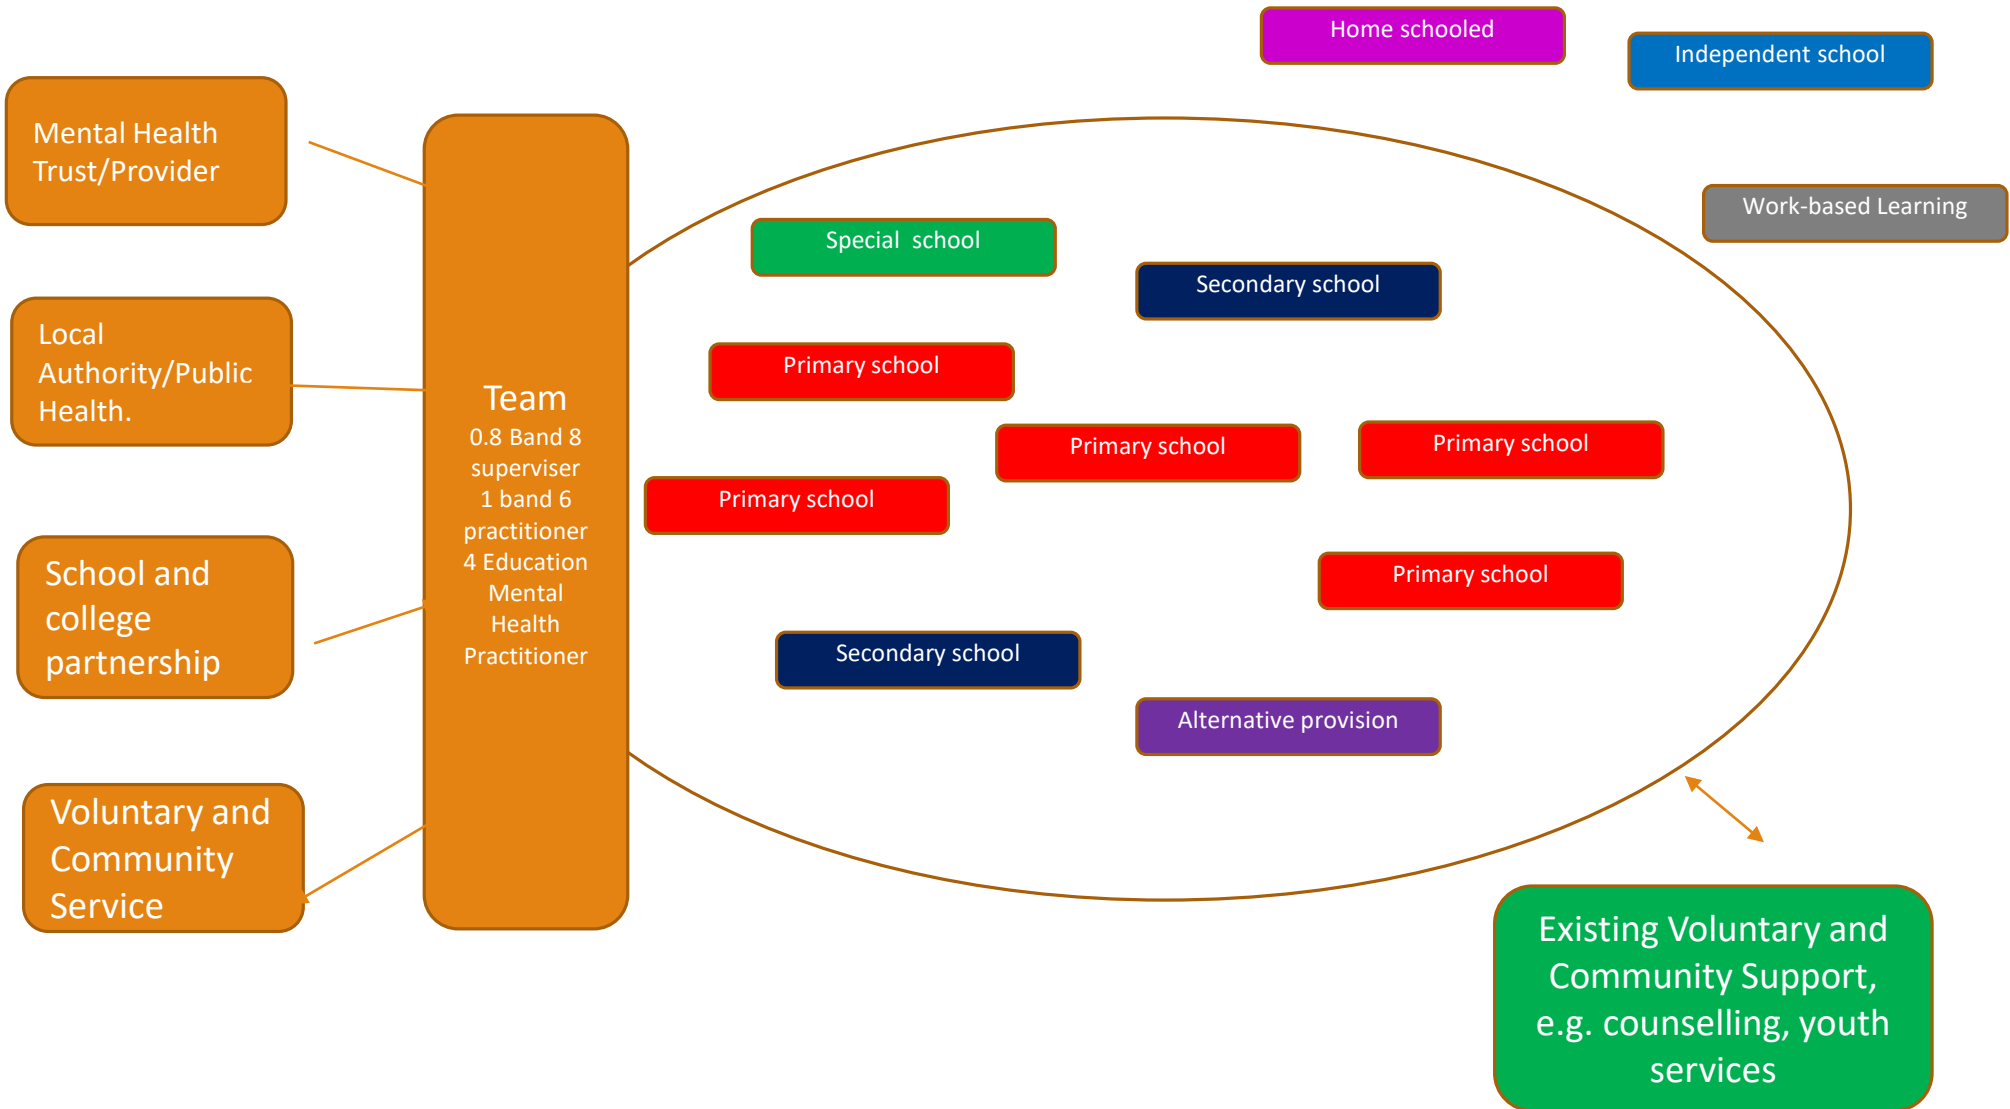 Home schooled
Independent school
Mental Health
Trust/Provider
Work-based Learning
Special  school
Secondary school
Local
Authority/Public
Health.
Primary school
Team
0.8 Band 8
superviser
1 band 6
practitioner
4 Education
Mental
Health
Practitioner
Primary school
Primary school
Primary school
School and
college
partnership
Primary school
Secondary school
Alternative provision
Voluntary and
Community
Service
Existing Voluntary and
Community Support,
e.g. counselling, youth
services